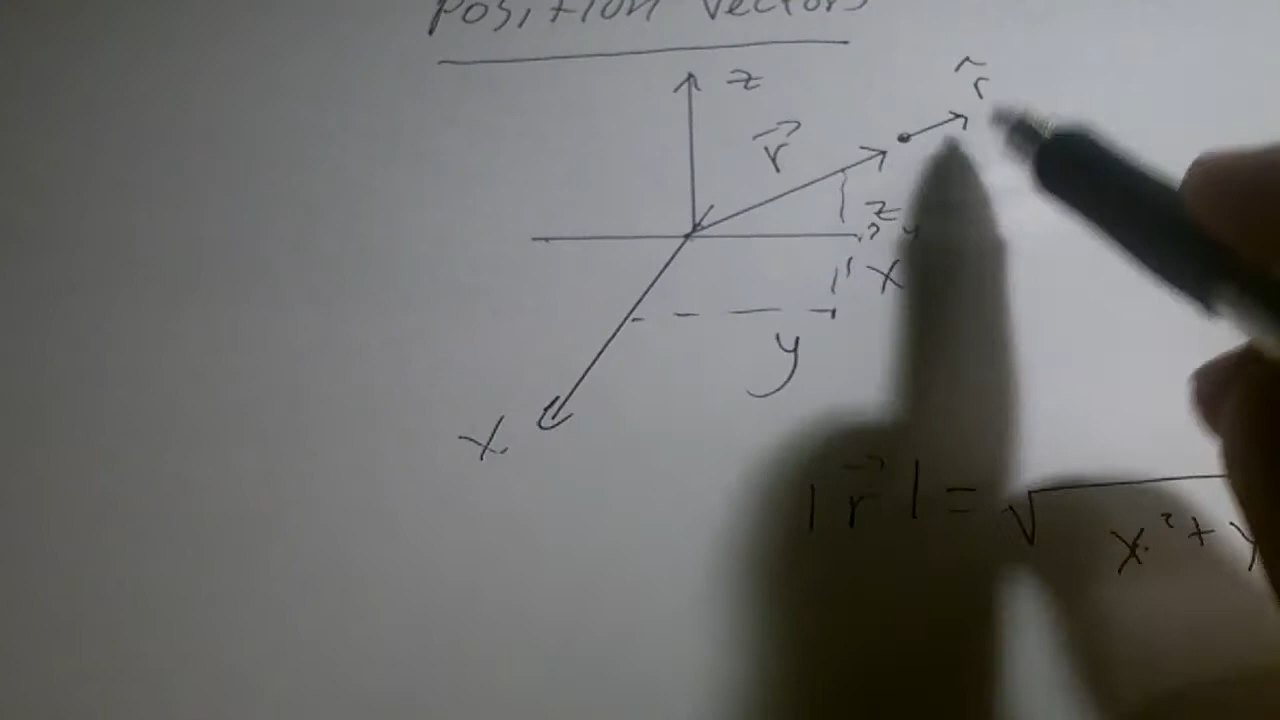 Position Vectors
z
r̂
r⃗
z
y
x
y
x
|r⃗| = √x² + y